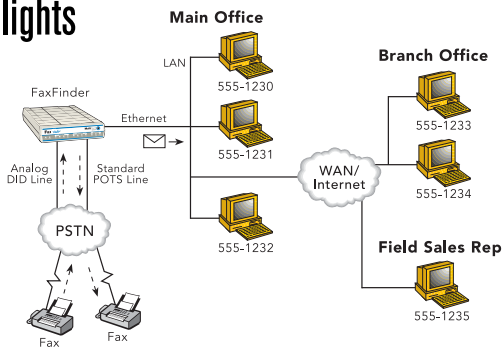 lights
Main Office
LAN
555-1230
Branch Office
FaxFinder
Ethernet
555-1231
555-1233
Analog
DID Line
Standard
POTS Line
WAN/
Internet
555-1234
PSTN
555-1232
Field Sales Rep
555-1235
Fax
Fax